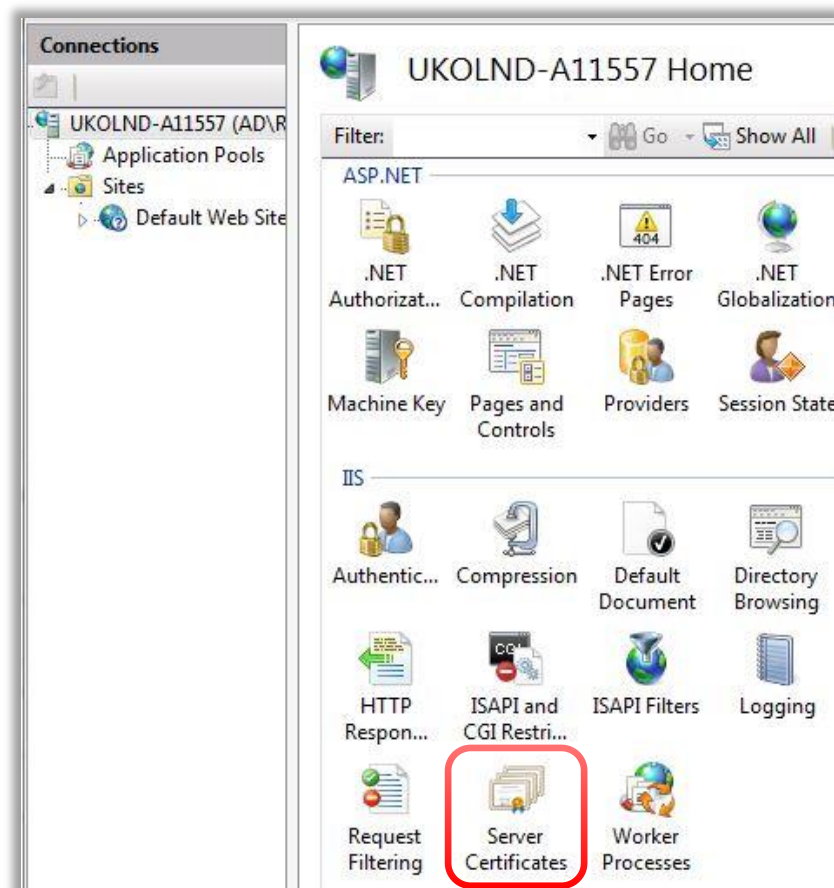 Connections
UKOLND-A11557 (AD\R
Application Pools
Sites
Default Web Site
UKOLND-A11557 Home
Filter: Go Show All
ASP.NET
.NET .NET .NET Error .NET
Authorizat... Compilation Pages Globalization
404
Machine Key Pages and Providers Session State
Controls
IIS
Authentic... Compression Default Directory
Document Browsing
CGI
HTTP ISAPI and ISAPI Filters Logging
Respon... CGI Restri...
Request Server Worker
Filtering Certificates Processes